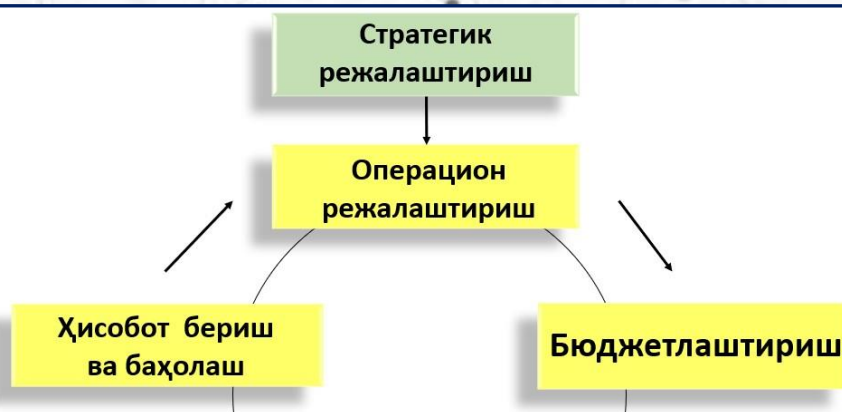 Стратегик
режалаштириш
Операцион
режалаштириш
Ҳисобот бериш
ва баҳолаш
Бюджетлаштириш